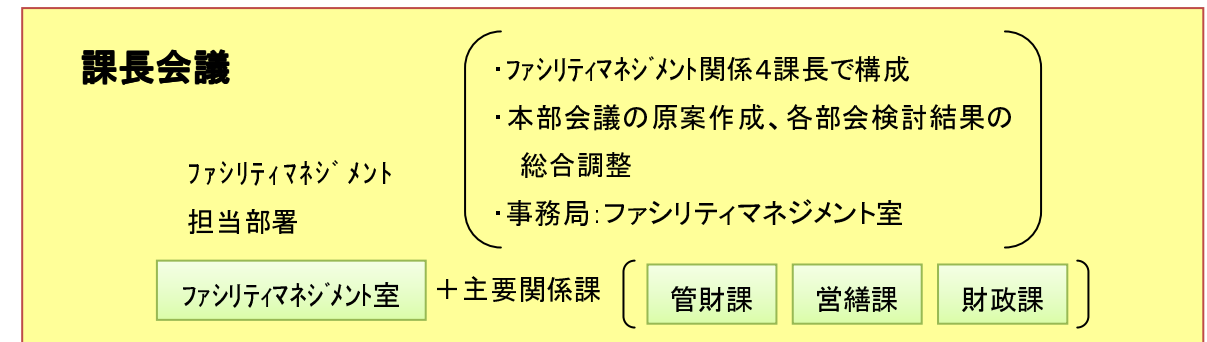 課長会議
・ファシリティマネジメント関係4課長で構成
・本部会議の原案作成、各部会検討結果の
総合調整
・事務局：ファシリティマネジメント室
ファシリティマネジメント
担当部署
ファシリティマネジメント室
＋主要関係課
管財課
営繕課
財政課